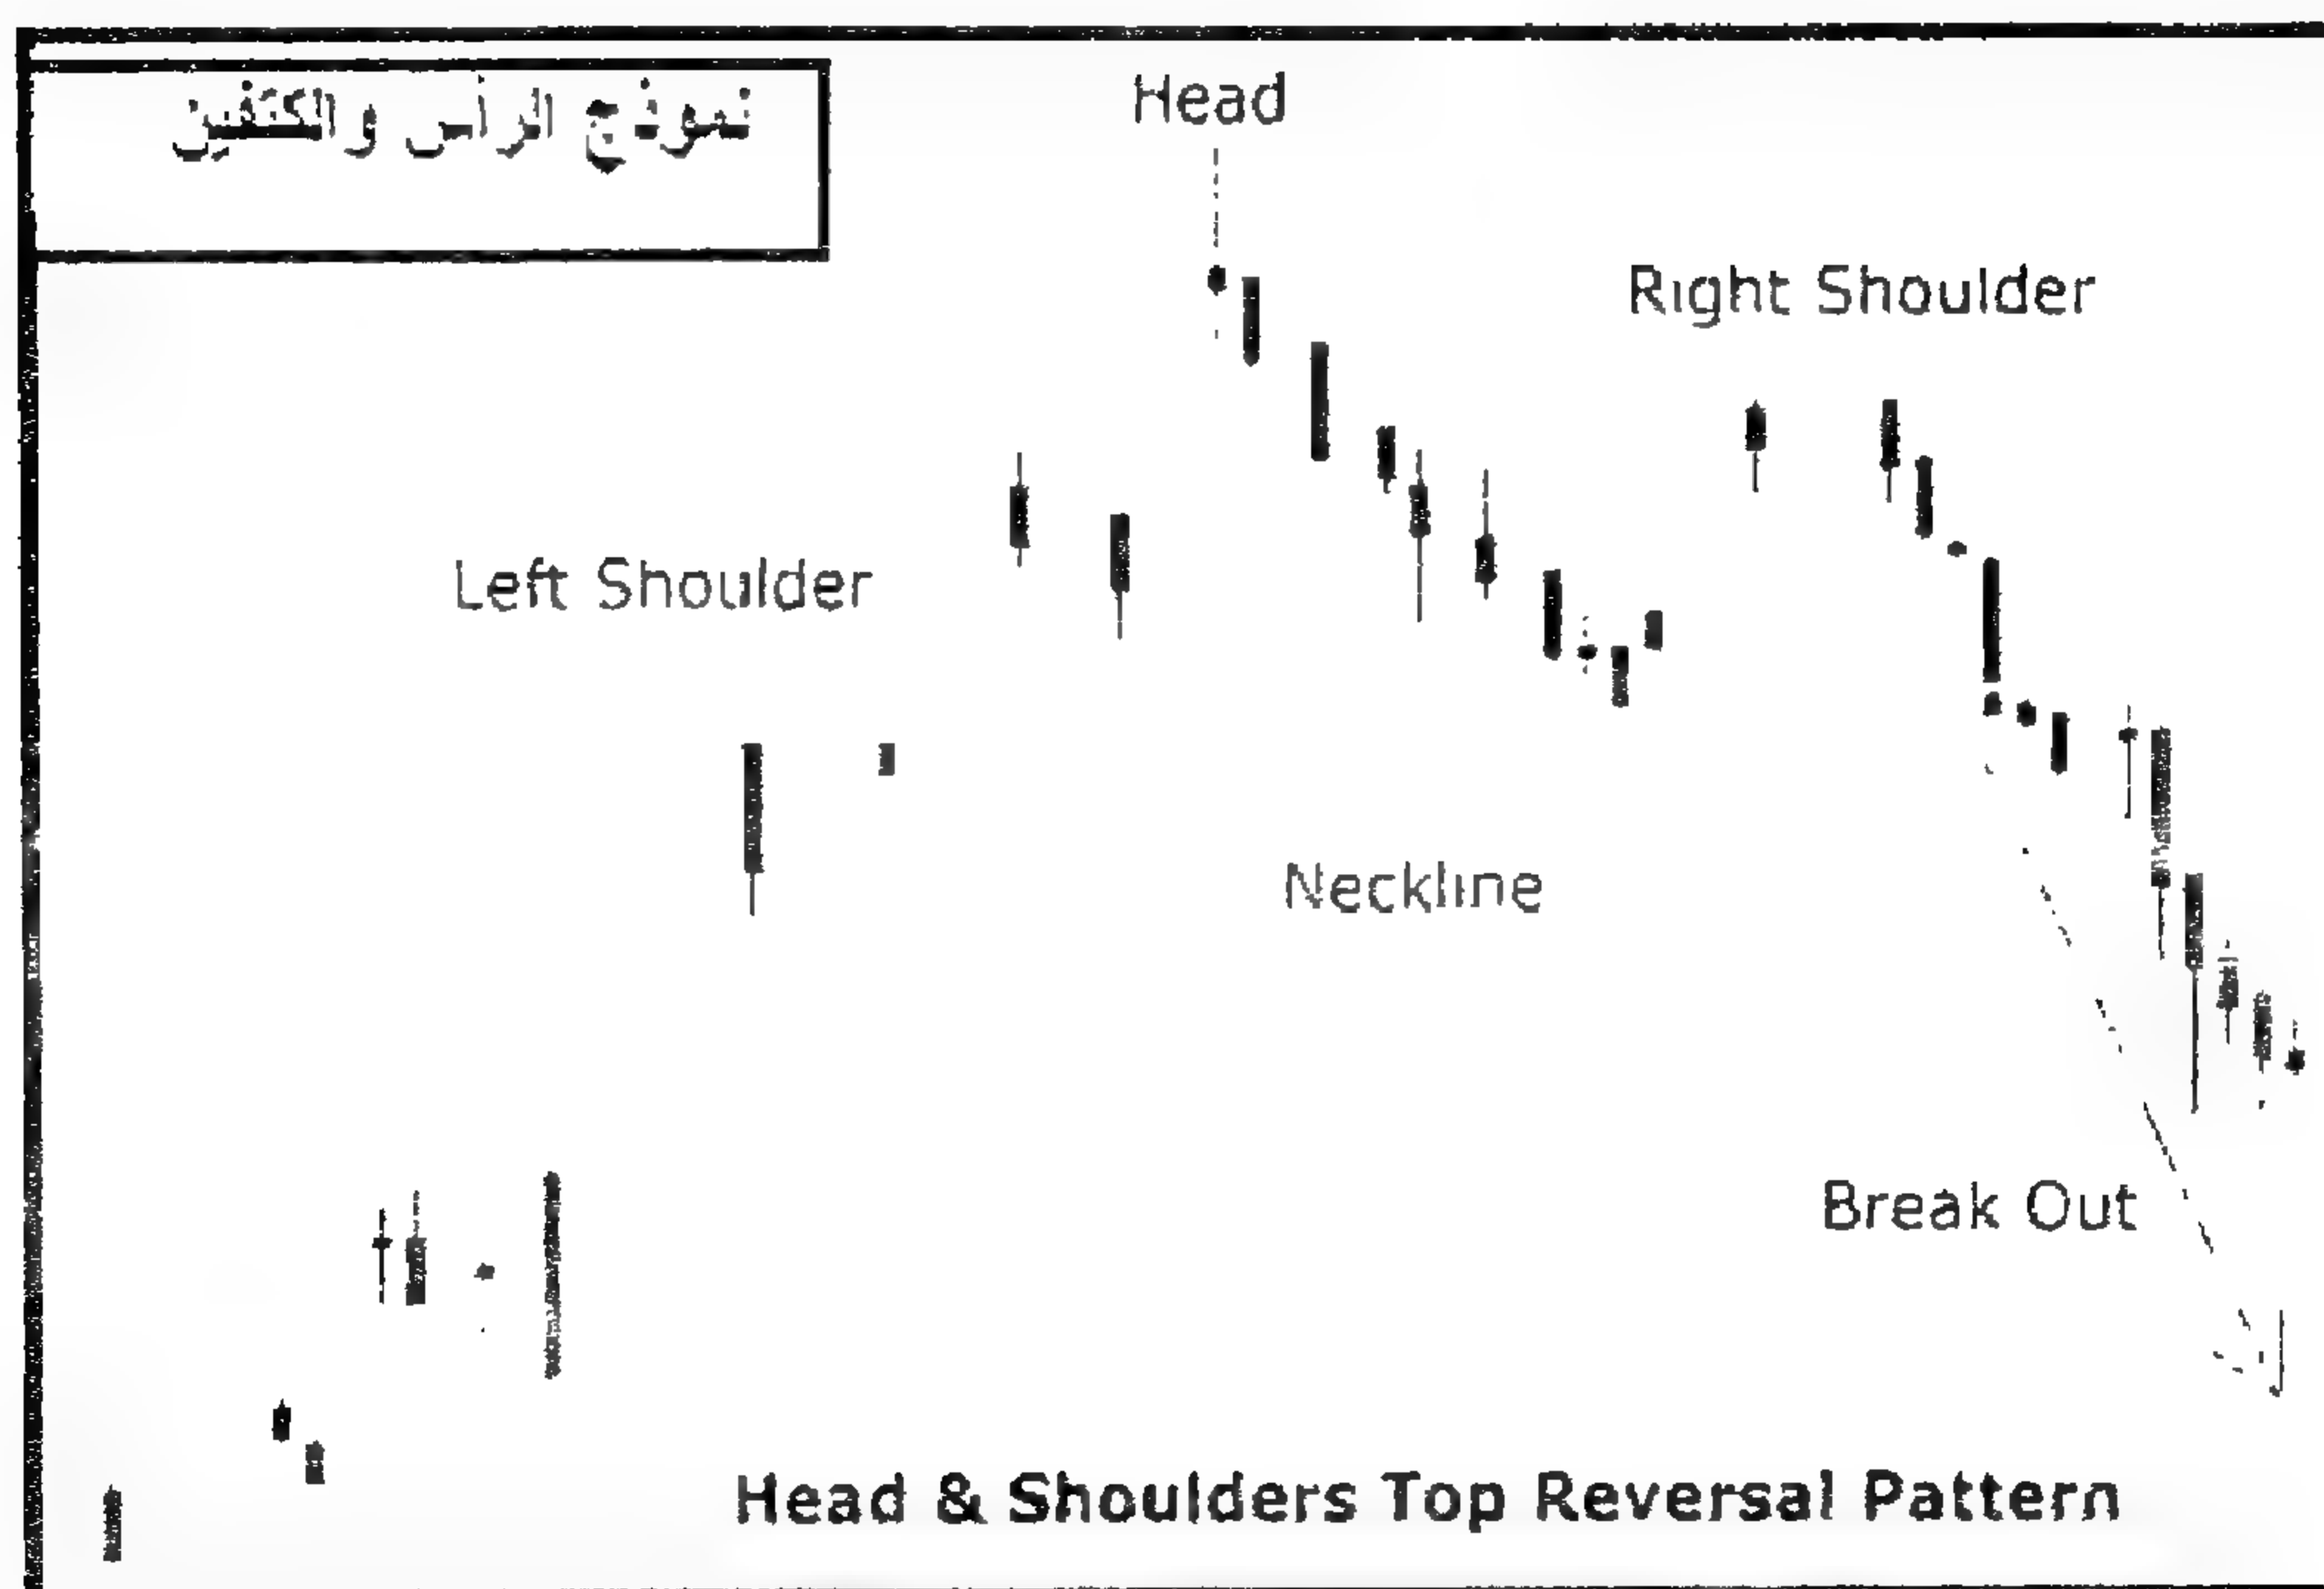 نموذج الرأس والكتفين
Head
Right Shoulder
Left Shoulder
Neckline
Break Out
Head & Shoulders Top Reversal Pattern